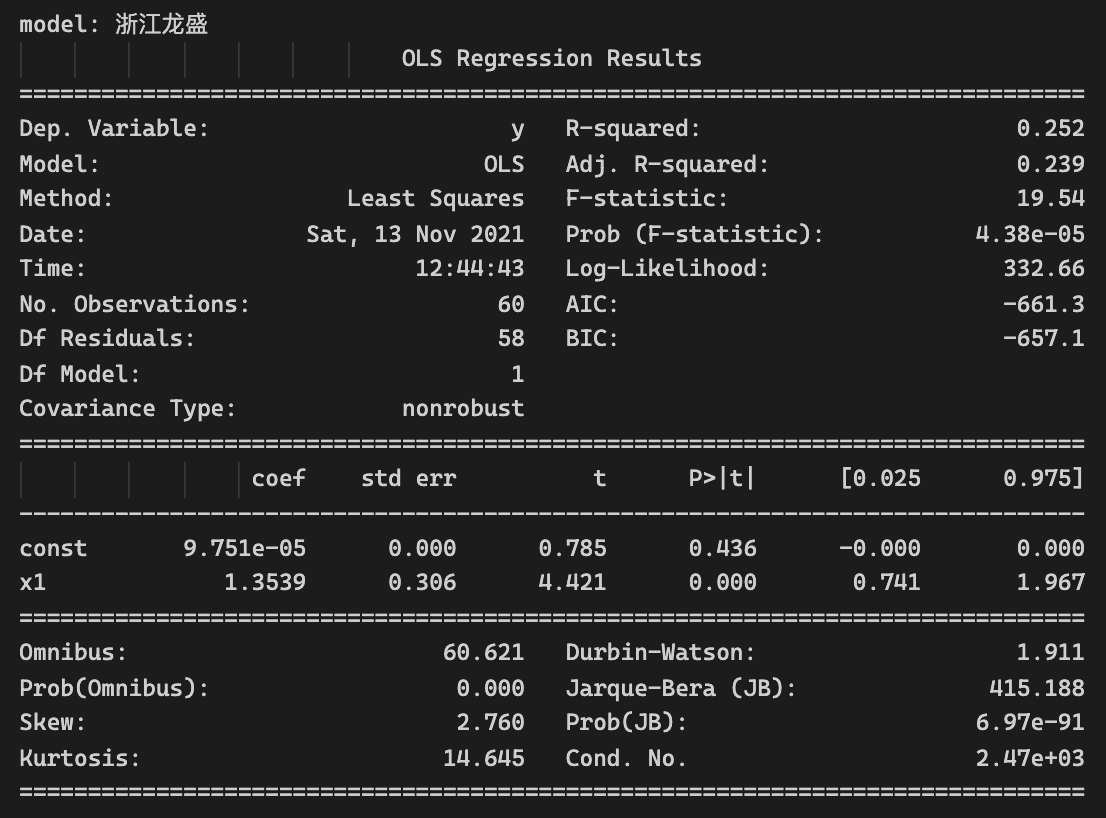 model: 浙江龙盛
OLS Regression Results
==============================================================================
Dep. Variable: y R-squared: 0.252
Model: OLS Adj. R-squared: 0.239
Method: Least Squares F-statistic: 19.54
Date: Sat, 13 Nov 2021 Prob (F-statistic): 4.38e-05
Time: 12:44:43 Log-Likelihood: 332.66
No. Observations: 60 AIC: -661.3
Df Residuals: 58 BIC: -657.1
Df Model: 1
Covariance Type: nonrobust
==============================================================================
coef std err t P>|t| [0.025 0.975]
------------------------------------------------------------------------------
const 9.751e-05 0.000 0.785 0.436 -0.000 0.000
x1 1.3539 0.306 4.421 0.000 0.741 1.967
==============================================================================
Omnibus: 60.621 Durbin-Watson: 1.911
Prob(Omnibus): 0.000 Jarque-Bera (JB): 415.188
Skew: 2.760 Prob(JB): 6.97e-91
Kurtosis: 14.645 Cond. No. 2.47e+03
==============================================================================